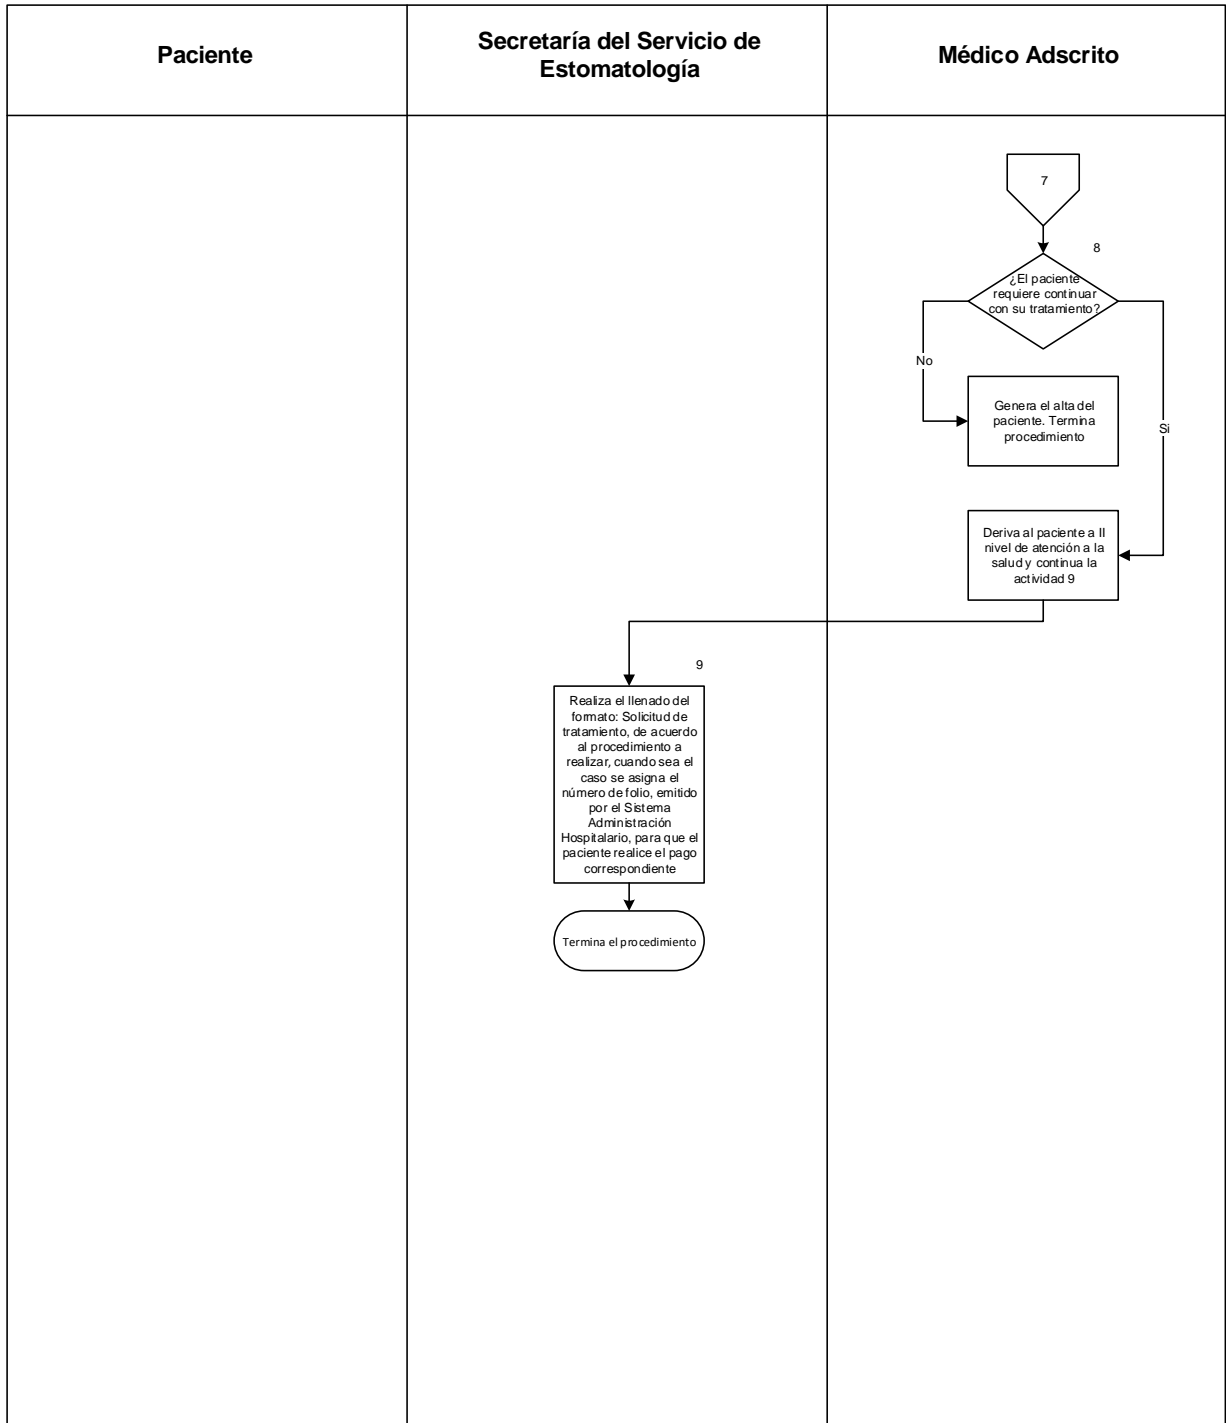 Paciente
Secretaría del Servicio de
Estomatología
Médico Adscrito
7
8
¿El paciente
requiere continuar
con su tratamiento?
No
Genera el alta del
paciente. Termina
procedimiento
Si
Deriva al paciente a II
nivel de atención a la
salud y continua la
actividad 9
9
Realiza el llenado del
formato: Solicitud de
tratamiento, de acuerdo
al procedimiento a
realizar, cuando sea el
caso se asigna el
número de folio, emitido
por el Sistema
Administración
Hospitalario, para que el
paciente realice el pago
correspondiente
Termina el procedimiento